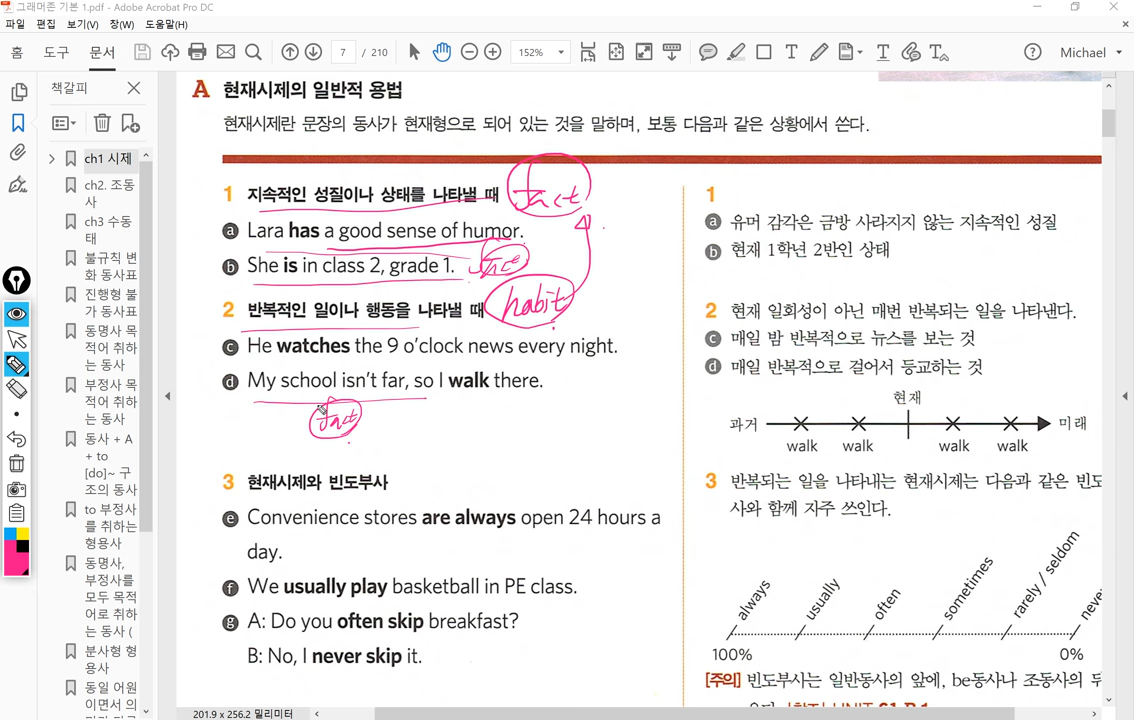 그래머존 기본 1.pdf - Adobe Acrobat Pro DC
파일 편집 보기(V) 창(W) 도움말(H)
홈 도구 문서 7 / 210 152% Michael
책갈피
ch1 시제
ch2. 조동
사
ch3 수동
태
불규칙 변
화 동사표
진행형 불
가 동사표
동명사 목
적어 취하
는 동사
부정사 목
적어 취하
는 동사
동사 + A
+ to
[do]~ 구
조의 동사
to 부정사
를 취하는
형용사
동명사,
부정사를
모두 목적
어로 취하
는 동사 (
분사형 형
용사
동일 어원
이면서 의
A 현재시제의 일반적 용법
현재시제란 문장의 동사가 현재형으로 되어 있는 것을 말하며, 보통 다음과 같은 상황에서 쓴다.
1 지속적인 성질이나 상태를 나타낼 때 fact
a Lara has a good sense of humor.
b She is in class 2, grade 1. fact
2 반복적인 일이나 행동을 나타낼 때 habit
c He watches the 9 o'clock news every night.
d My school isn't far, so I walk there.
fact
3 현재시제와 빈도부사
e Convenience stores are always open 24 hours a
day.
f We usually play basketball in PE class.
g A: Do you often skip breakfast?
B: No, I never skip it.
1
a 유머 감각은 금방 사라지지 않는 지속적인 성질
b 현재 1학년 2반인 상태
2 현재 일회성이 아닌 매번 반복되는 일을 나타낸다.
c 매일 밤 반복적으로 뉴스를 보는 것
d 매일 반복적으로 걸어서 등교하는 것
현재
과거 미래
walk walk walk walk
3 반복되는 일을 나타내는 현재시제는 다음과 같은 빈도
사와 함께 자주 쓰인다.
always usually often sometimes rarely / seldom never
100% 0%
[주의] 빈도부사는 일반동사의 앞에, be동사나 조동사의 뒤
201.9 x 256.2 밀리미터